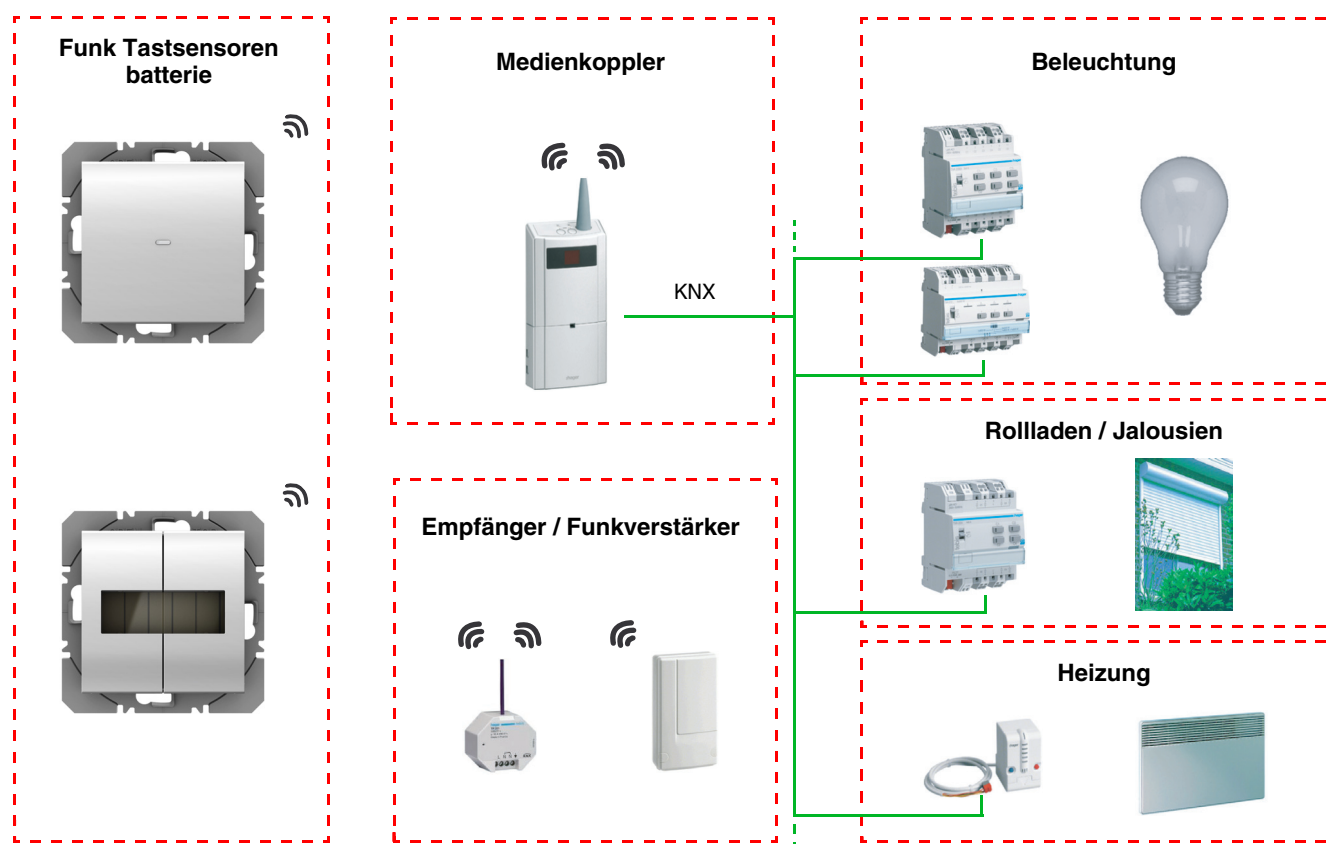 Funk Tastsensoren
batterie
Medienkoppler
KNX
Empfänger / Funkverstärker
Beleuchtung
Rollladen / Jalousien
Heizung